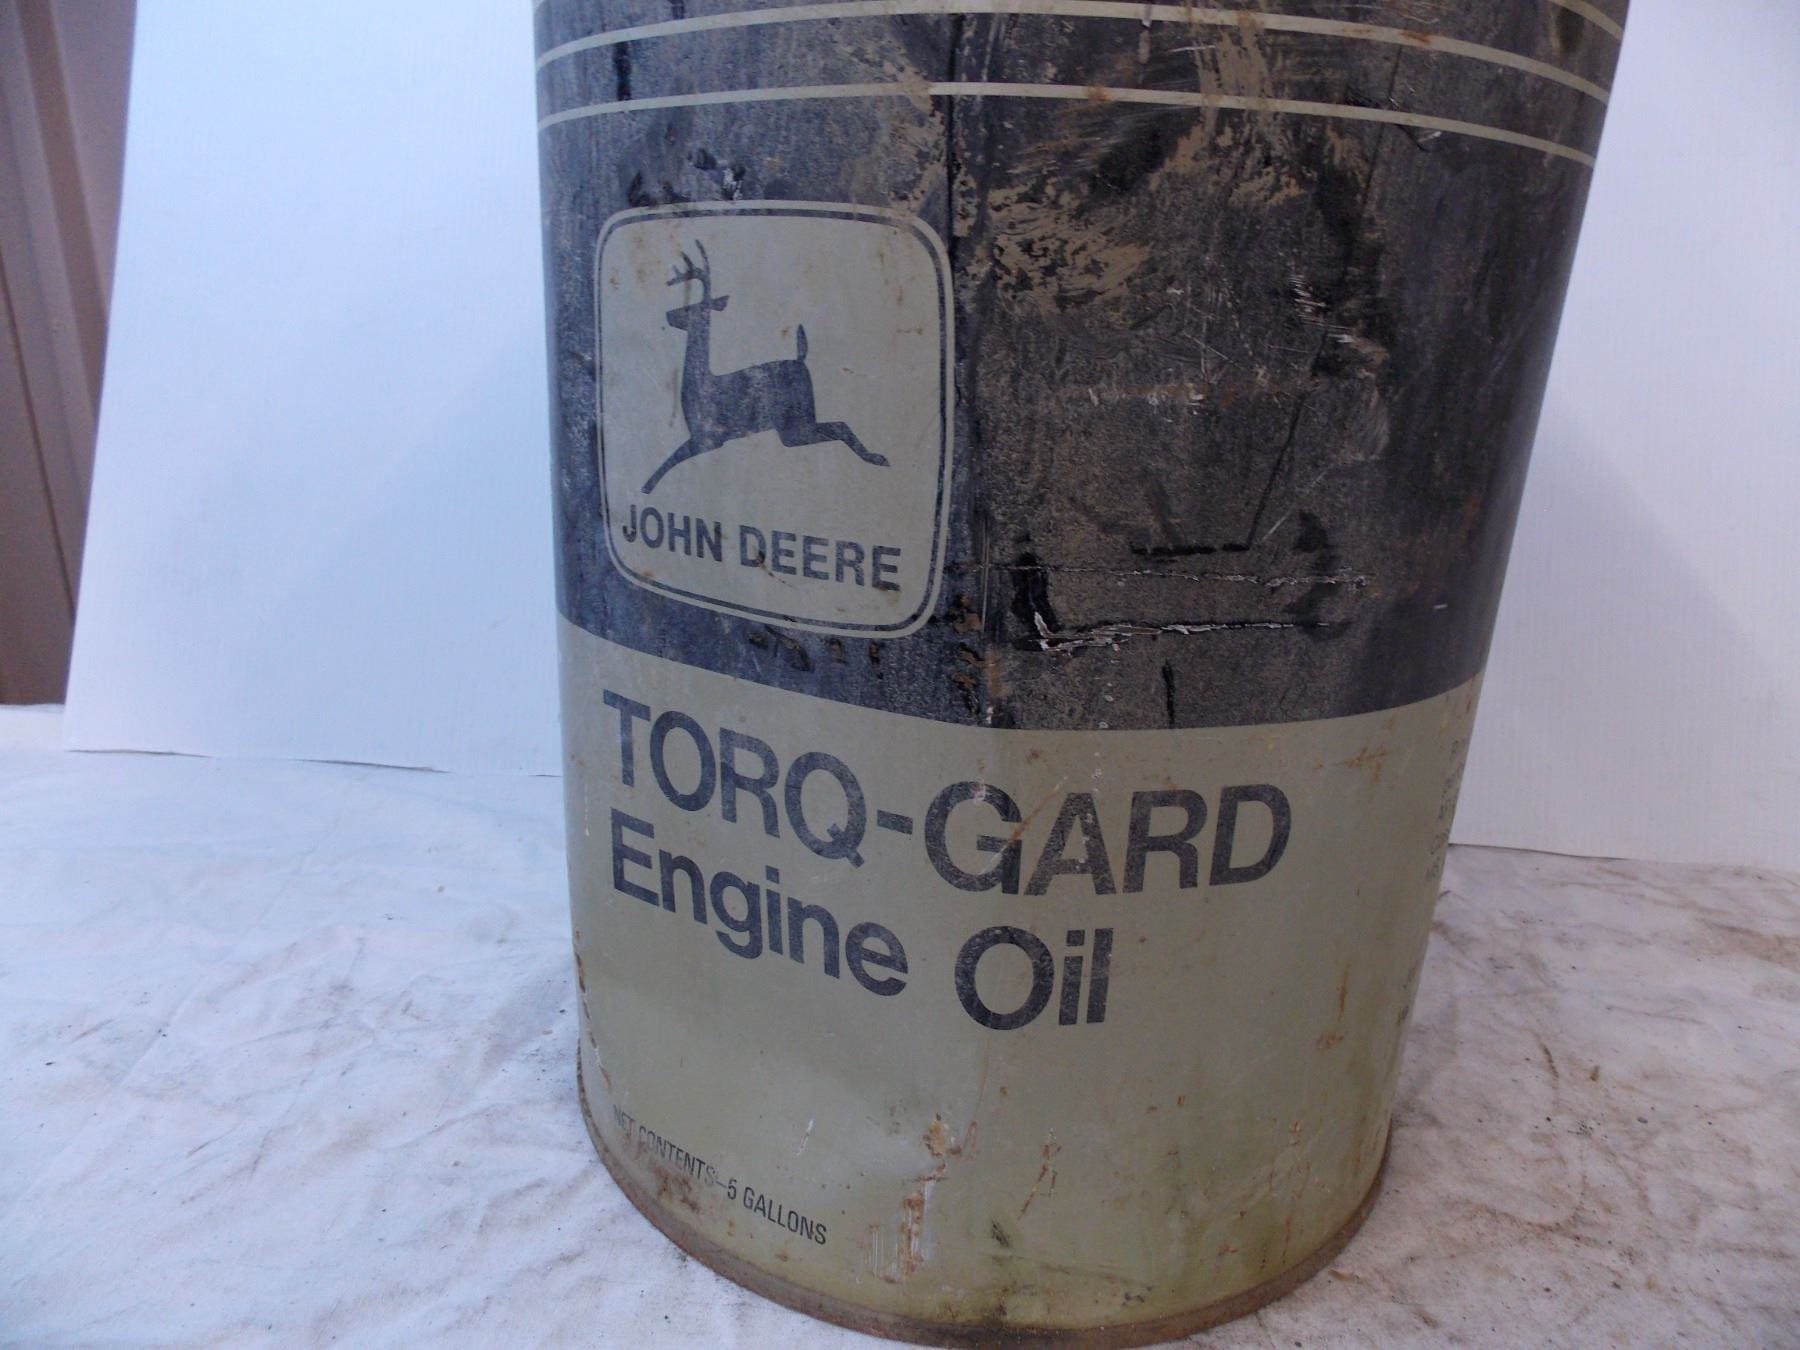 JOHN DEERE
TORQ-GARD
Engine Oil
NET CONTENTS–5 GALLONS